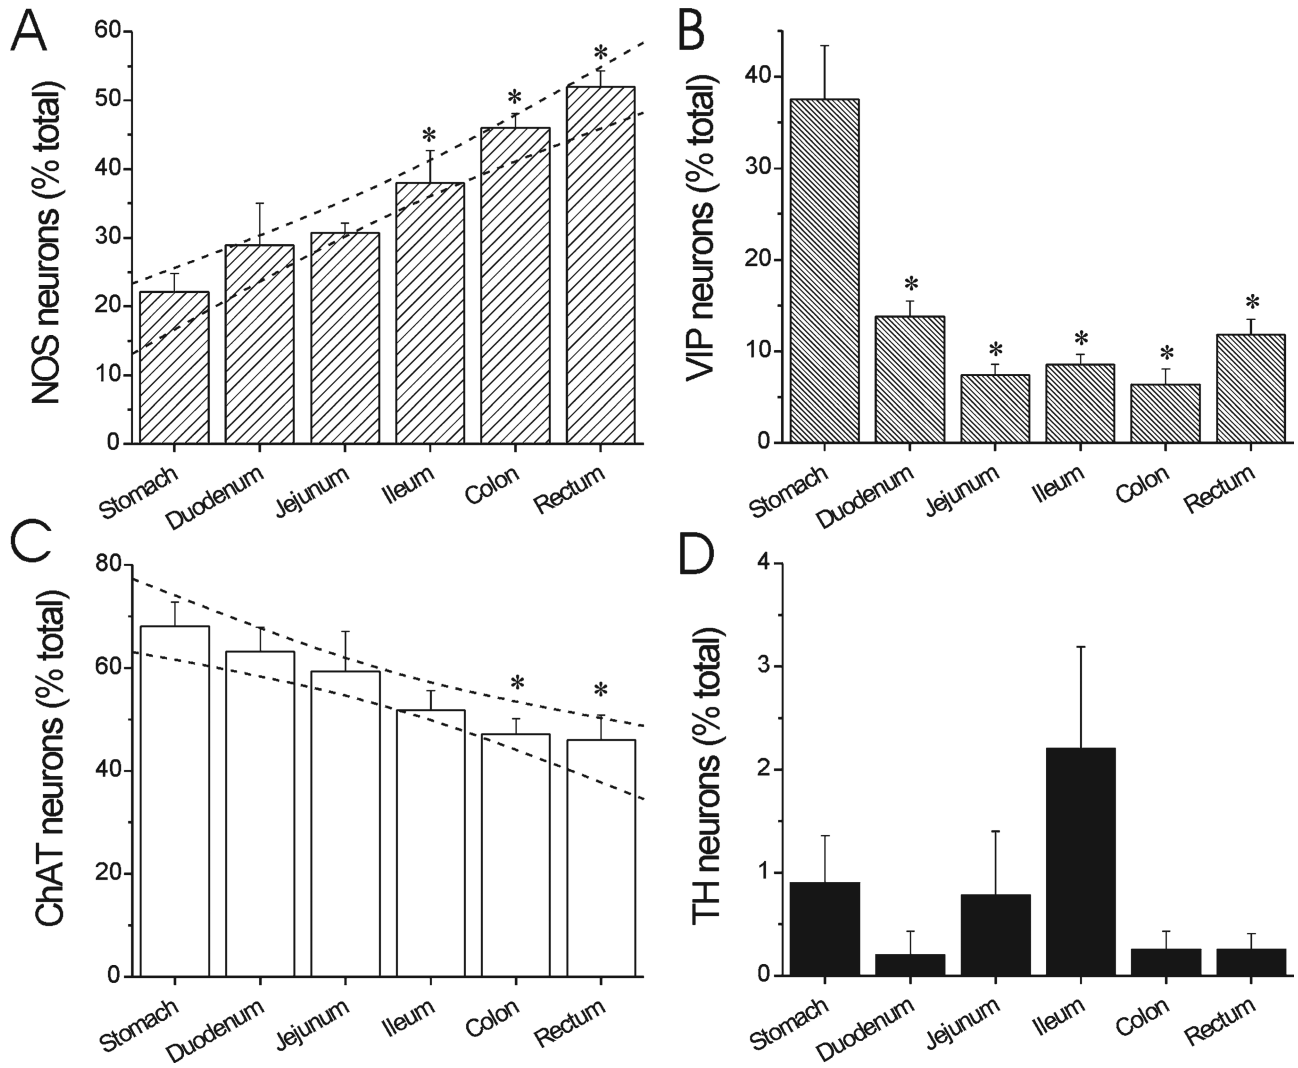 A
NOS neurons (% total)
60
50
40
30
20
10
0
*
*
*
Stomach
Duodenum
Jejunum
Ileum
Colon
Rectum
B
VIP neurons (% total)
40
30
20
10
0
*
*
*
*
*
Stomach
Duodenum
Jejunum
Ileum
Colon
Rectum
C
ChAT neurons (% total)
80
60
40
20
0
*
*
Stomach
Duodenum
Jejunum
Ileum
Colon
Rectum
D
TH neurons (% total)
4
3
2
1
0
Stomach
Duodenum
Jejunum
Ileum
Colon
Rectum